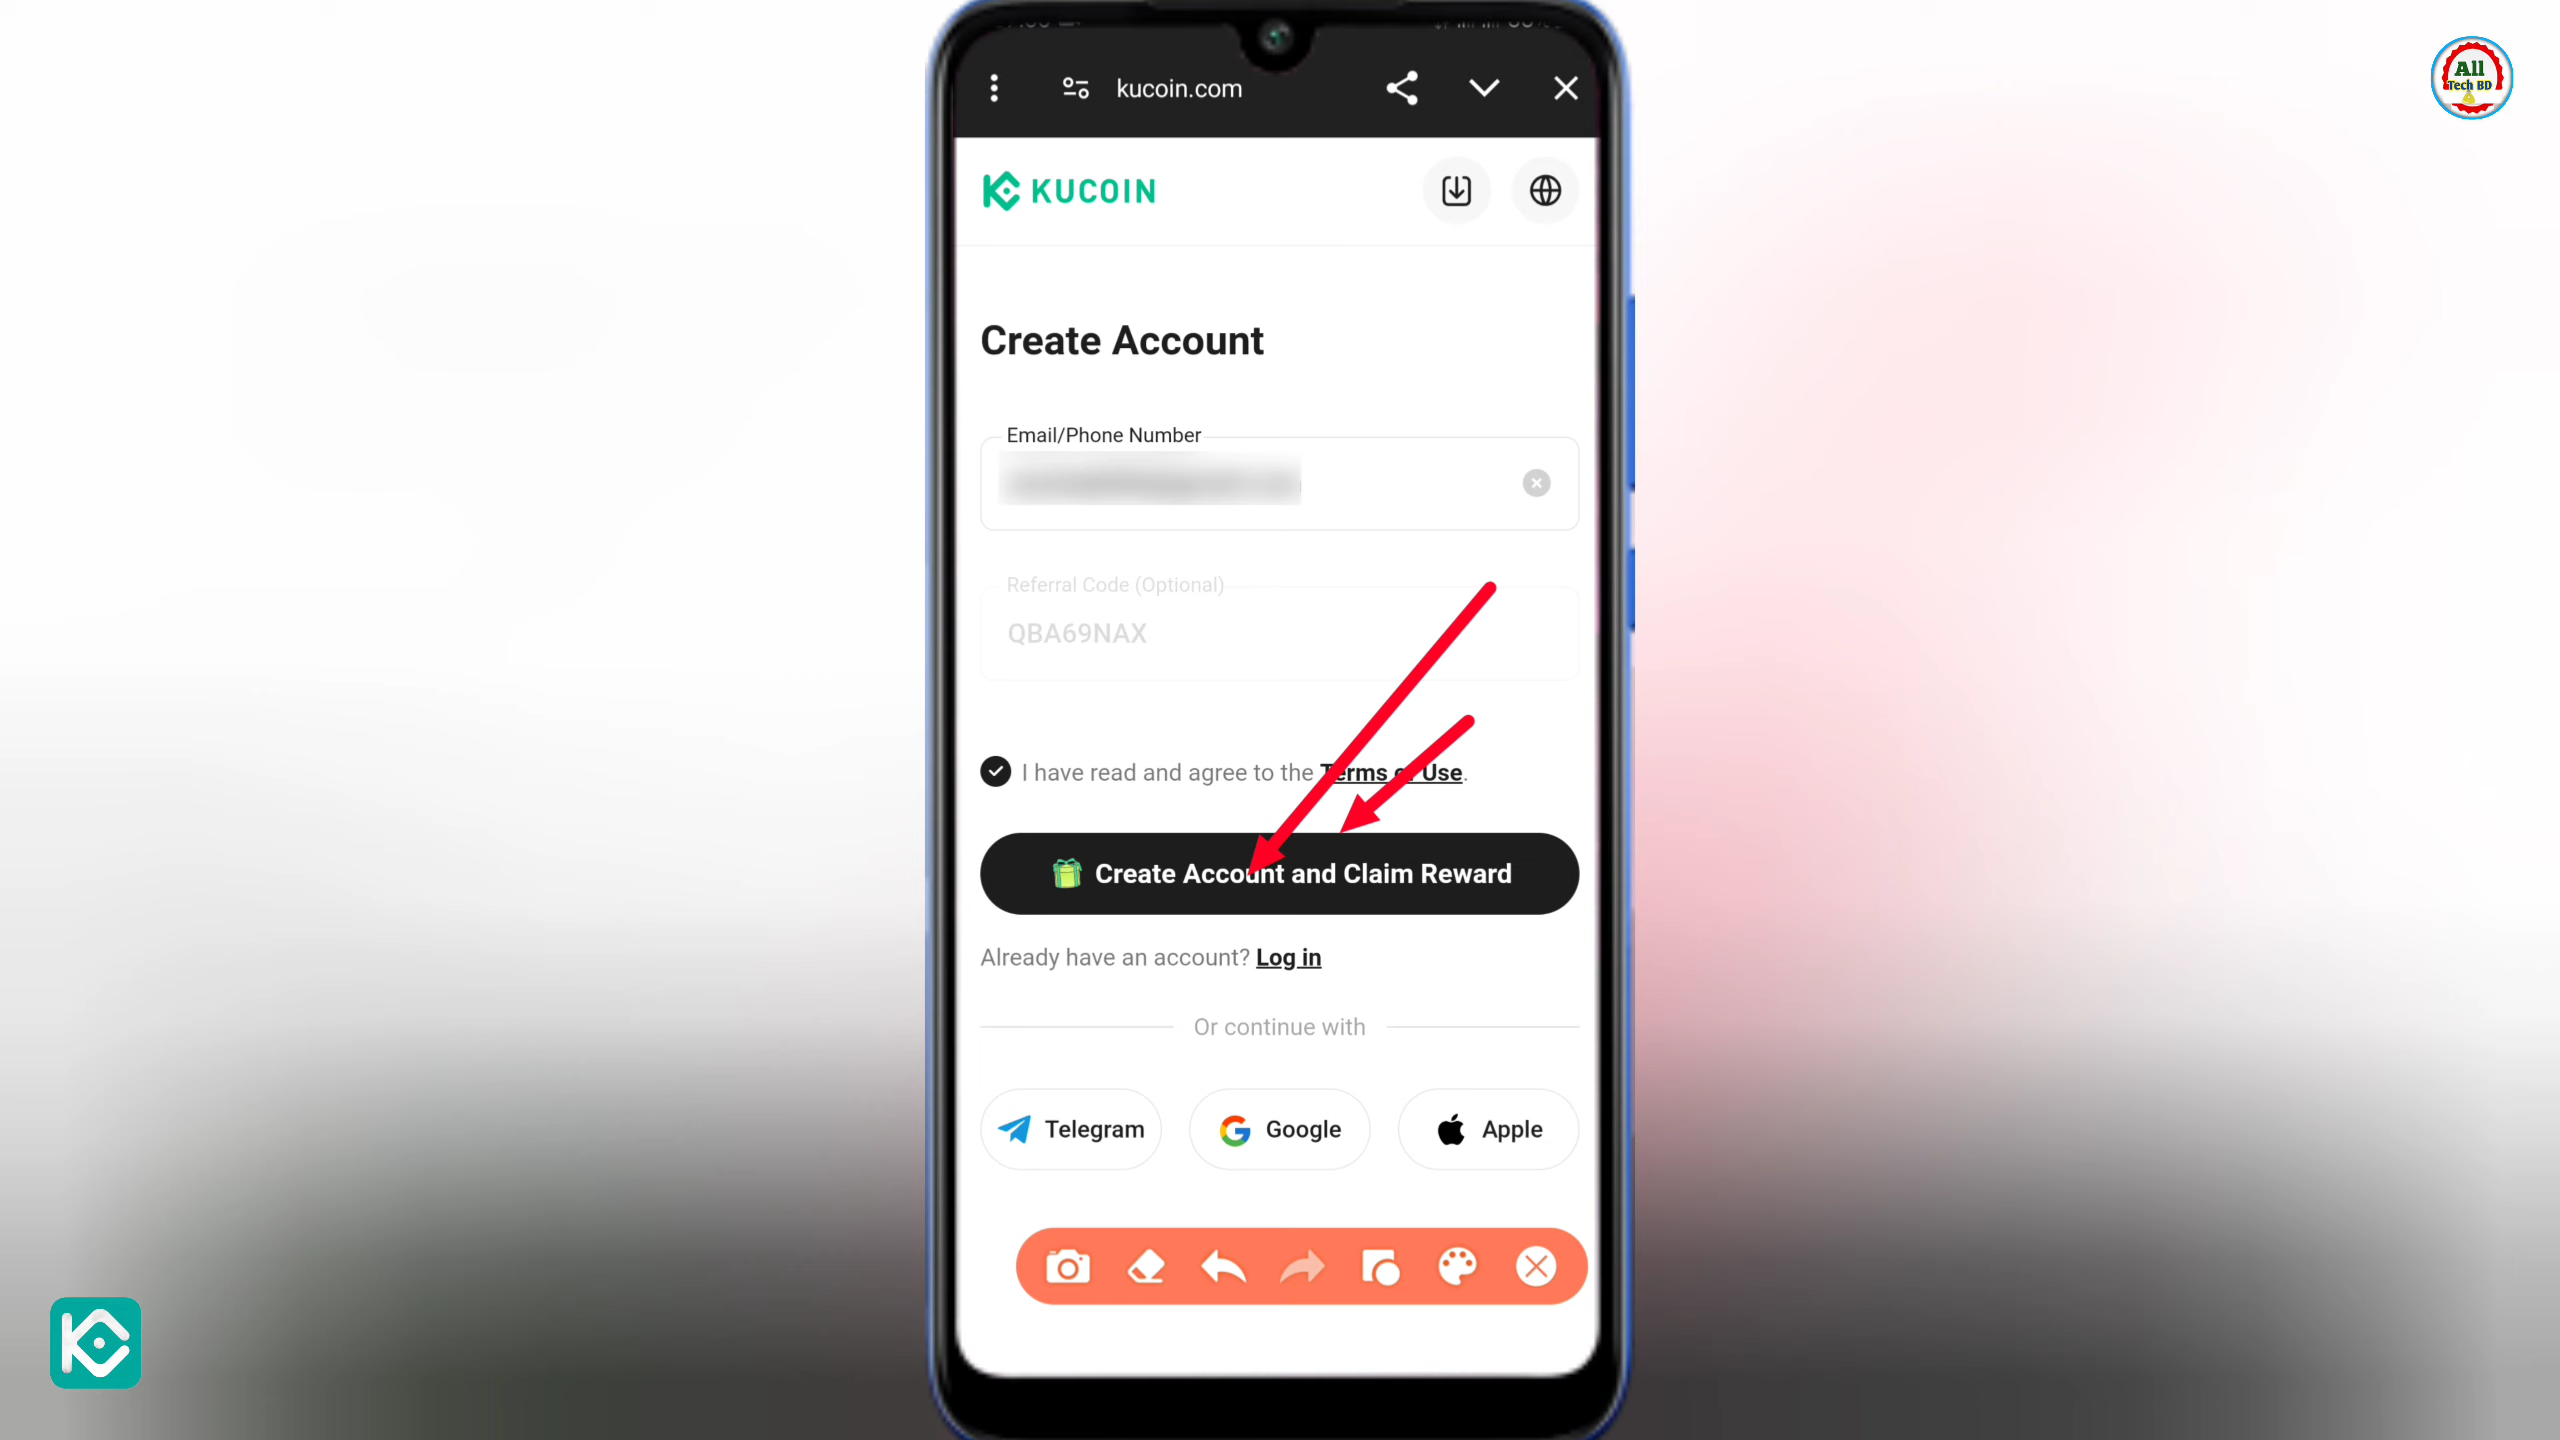 kucoin.com
All
Tech BD
KUCOIN
Create Account
Email/Phone Number
Referral Code (Optional)
QBA69NAX
I have read and agree to the Terms of Use.
Create Account and Claim Reward
Already have an account? Log in
Or continue with
Telegram
Google
Apple